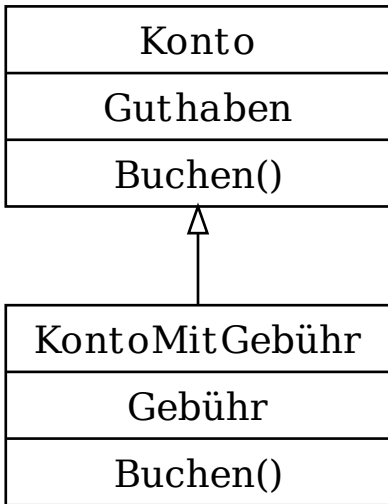 Konto
Guthaben
Buchen()
KontoMitGebühr
Gebühr
Buchen()